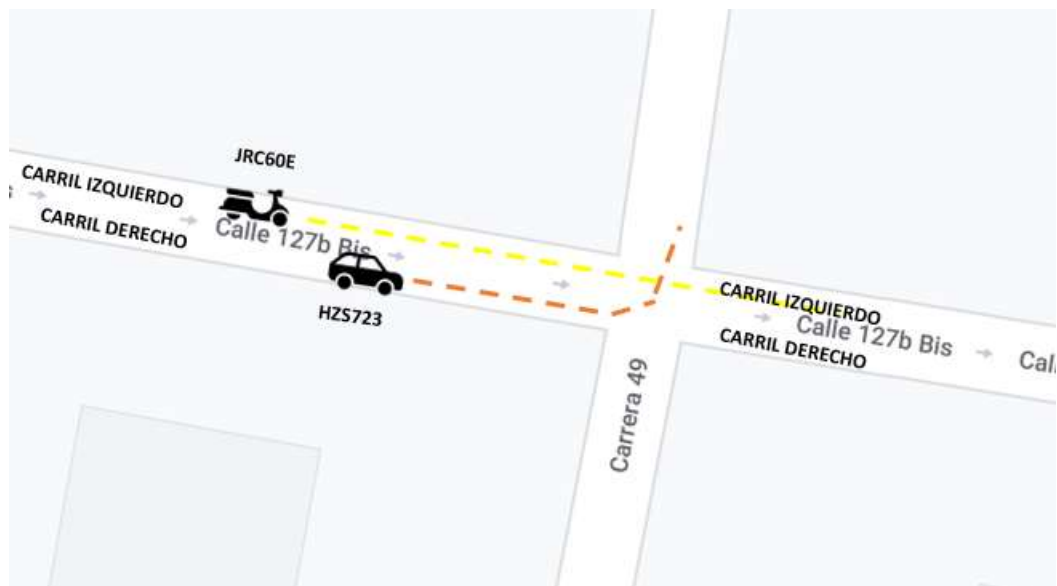 JRC60E
CARRIL IZQUIERDO
CARRIL DERECHO
Calle 127b Bis
HZS723
CARRIL IZQUIERDO
Calle 127b Bis
CARRIL DERECHO
Carrera 49